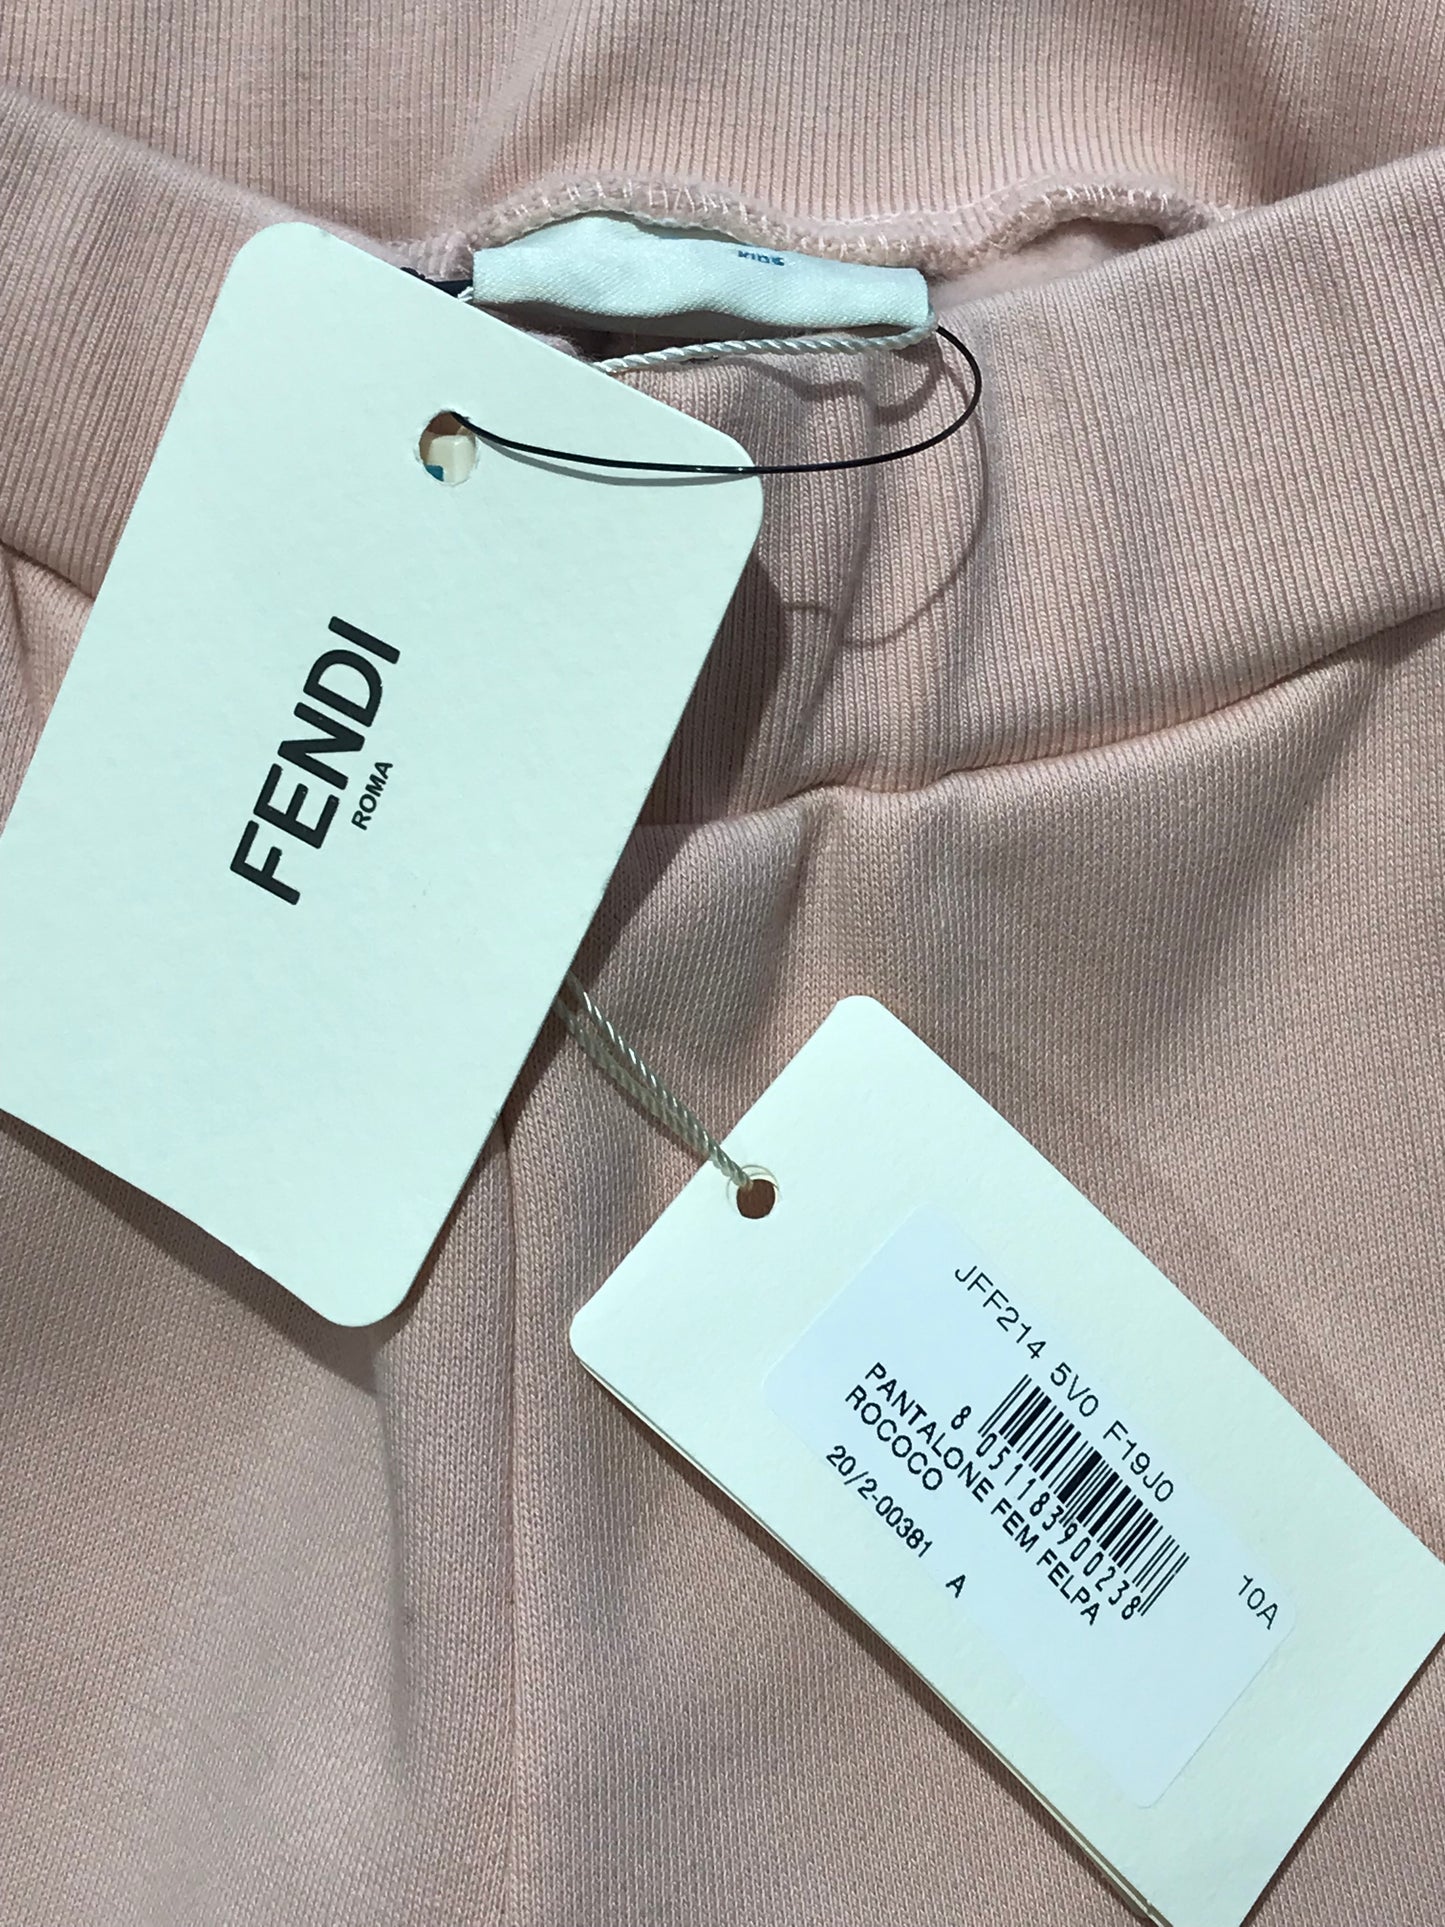 KIDS
FENDI
ROMA
JFF214 5V0 F19J0
10A
8 051183 900238
PANTALONE FEM FELPA
ROCOCO
20/2-00381 A